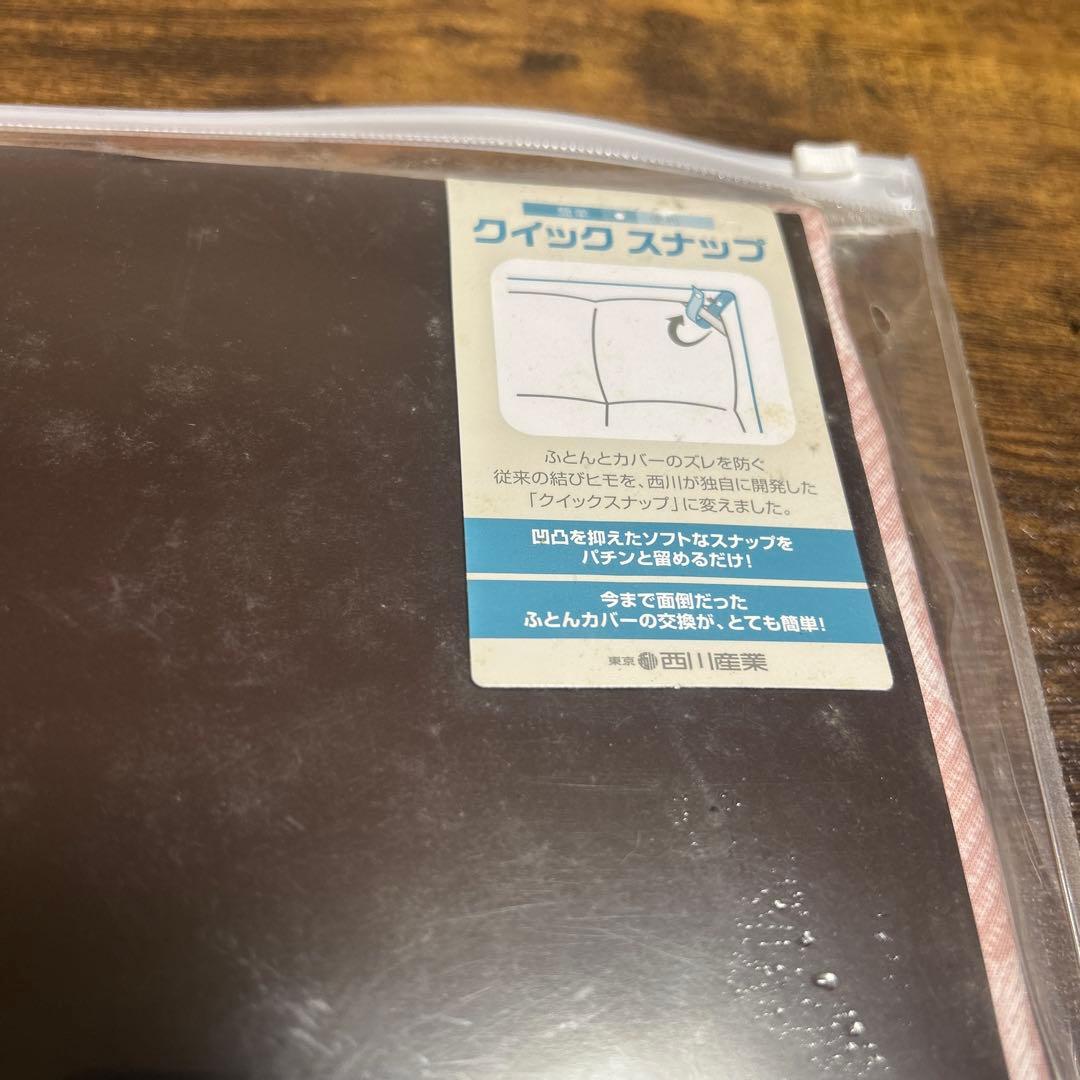 クイック スナップ
ふとんとカバーのズレを防ぐ
従来の結びヒモを、西川が独自に開発した
「クイックスナップ」に変えました。
凹凸を抑えたソフトなスナップを
パチンと留めるだけ!
今まで面倒だった
ふとんカバーの交換が、とても簡単!
東京 西川産業